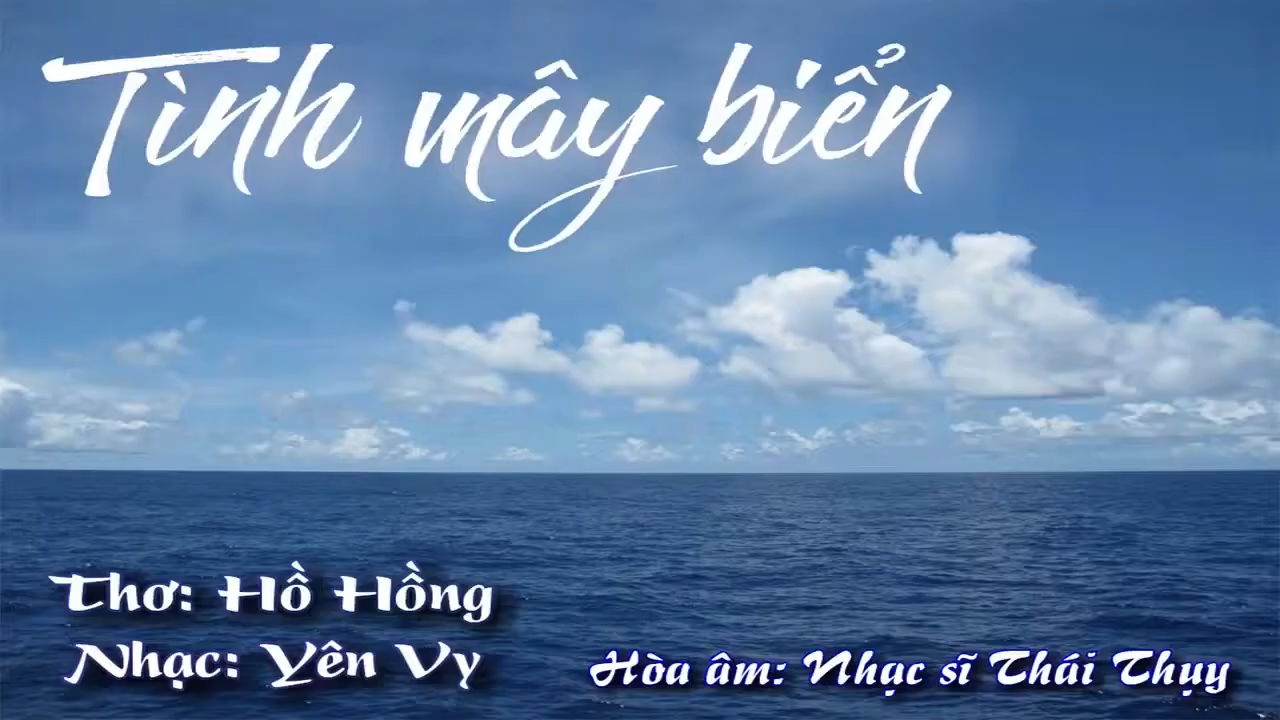 Tình mây biển
Thơ: Hồ Hồng
Nhạc: Yên Vy
Hòa âm: Nhạc sĩ Thái Thụy